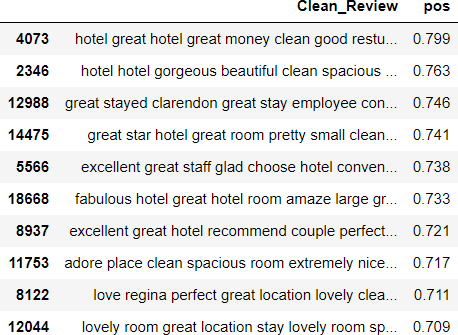 Clean_Review pos
4073 hotel great hotel great money clean good restu... 0.799
2346 hotel hotel gorgeous beautiful clean spacious ... 0.763
12988 great stayed clarendon great stay employee con... 0.746
14475 great star hotel great room pretty small clean... 0.741
5566 excellent great staff glad choose hotel conven... 0.738
18668 fabulous hotel great hotel room amaze large gr... 0.733
8937 excellent great hotel recommend couple perfect... 0.721
11753 adore place clean spacious room extremely nice... 0.717
8122 love regina perfect great location lovely clea... 0.711
12044 lovely room great location stay lovely room sp... 0.709